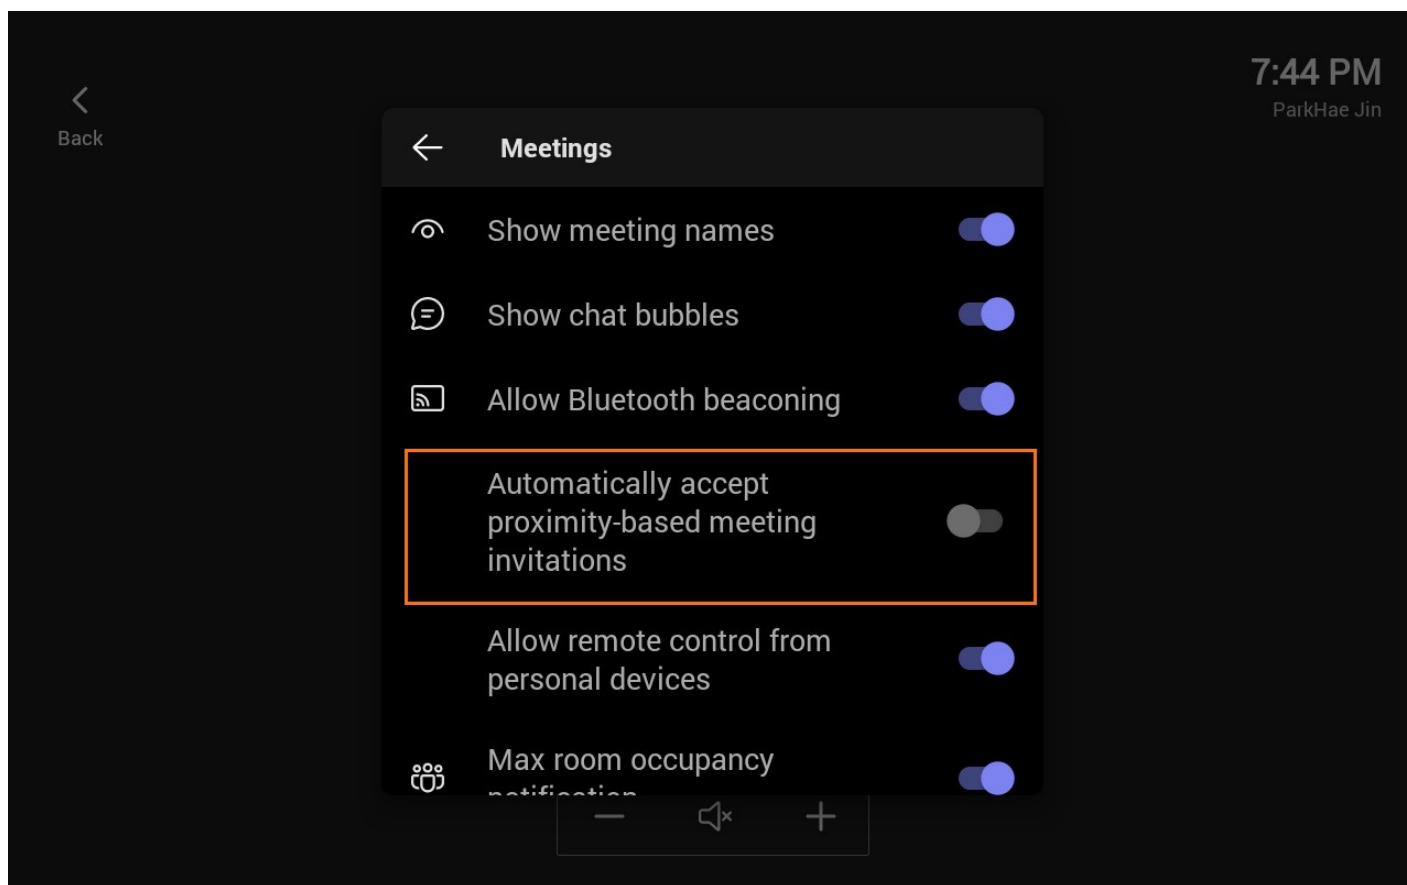 7:44 PM
ParkHae Jin
Back
Meetings
Show meeting names
Show chat bubbles
Allow Bluetooth beaconing
Automatically accept
proximity-based meeting
invitations
Allow remote control from
personal devices
Max room occupancy
notification